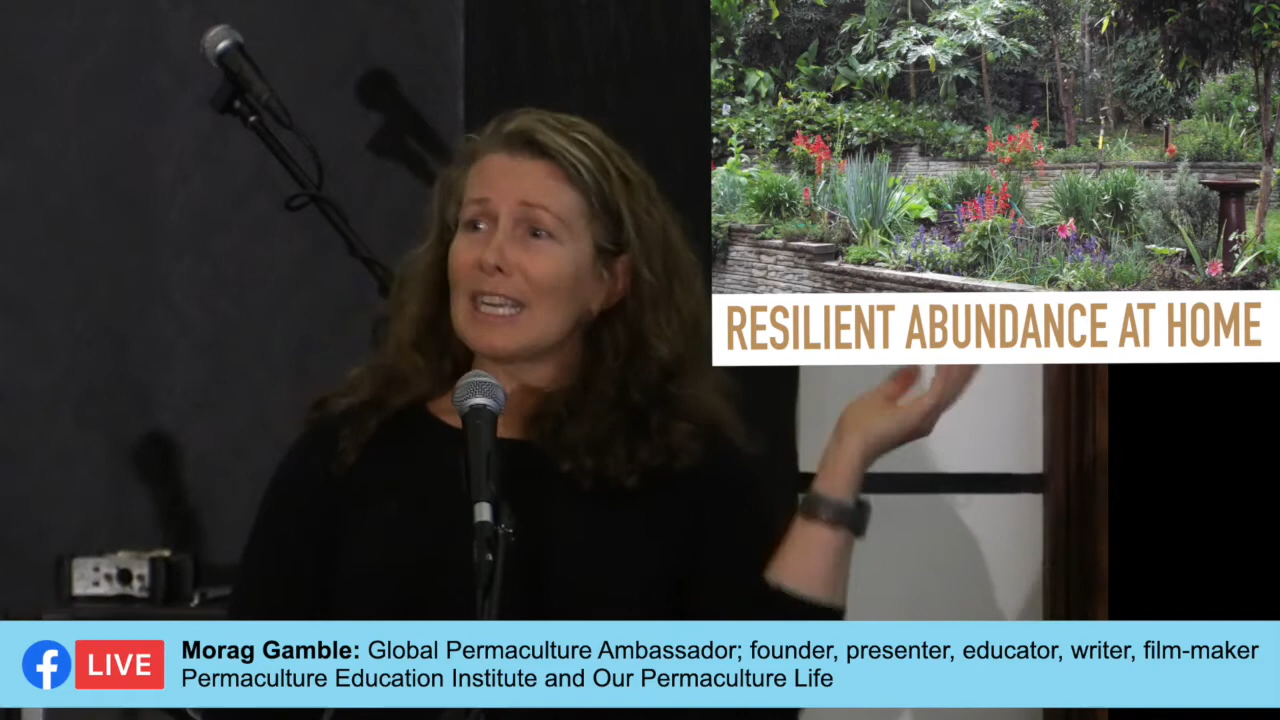 RESILIENT ABUNDANCE AT HOME
f LIVE
Morag Gamble: Global Permaculture Ambassador; founder, presenter, educator, writer, film-maker
Permaculture Education Institute and Our Permaculture Life